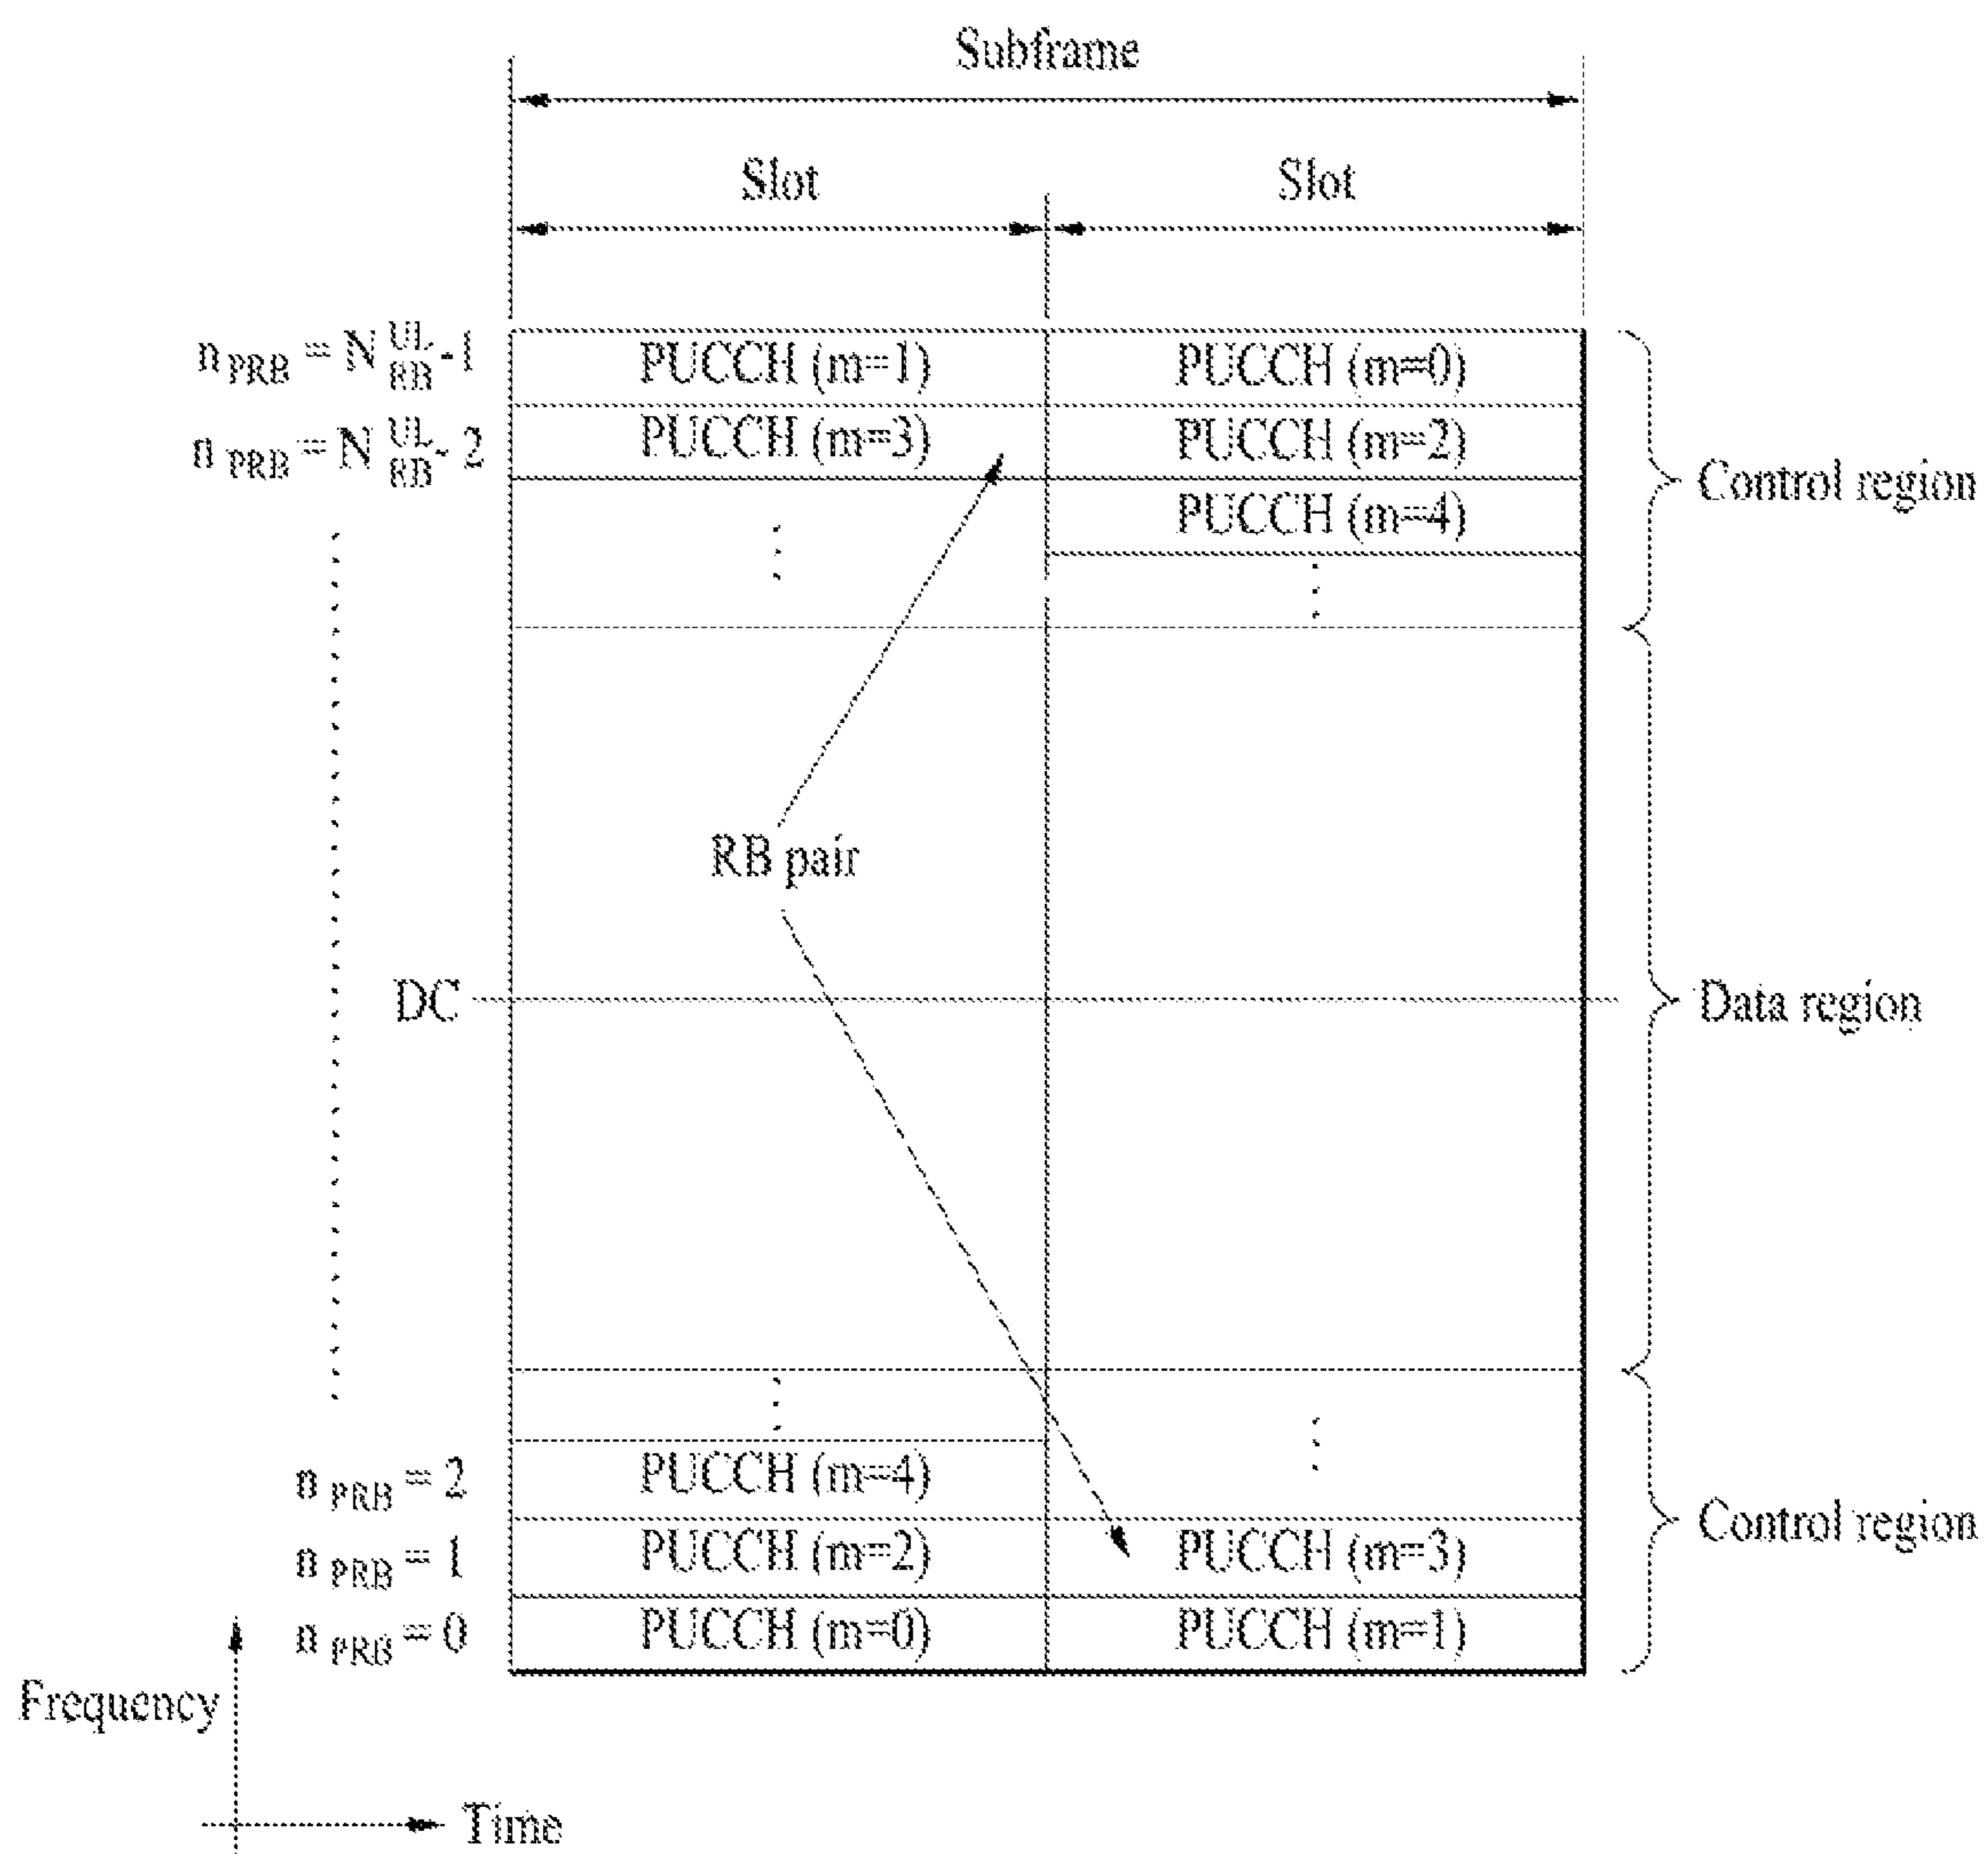 Subframe
Slot Slot
n PRB = N UL RB -1 PUCCH (m=1) PUCCH (m=0)
n PRB = N UL RB - 2 PUCCH (m=3) PUCCH (m=2)
Control region
PUCCH (m=4)
RB pair
DC
Data region
n PRB = 2 PUCCH (m=4)
Control region
n PRB = 1 PUCCH (m=2) PUCCH (m=3)
n PRB = 0 PUCCH (m=0) PUCCH (m=1)
Frequency
Time